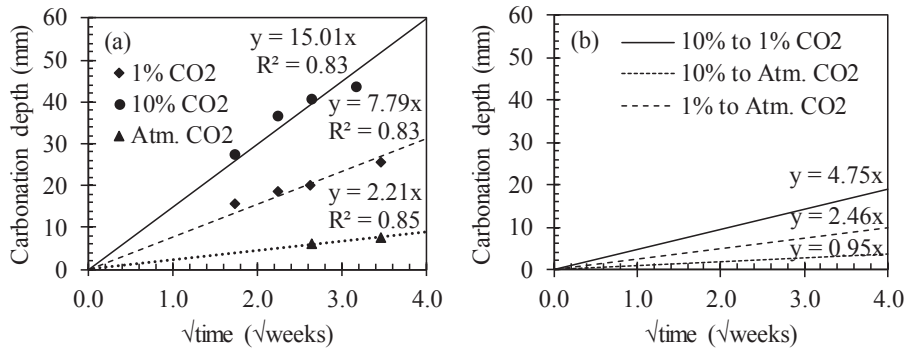 60
50
40
30
20
10
0
Carbonation depth (mm)
(a)
y = 15.01x
R² = 0.83
1% CO2
10% CO2
Atm. CO2
y = 7.79x
R² = 0.83
y = 2.21x
R² = 0.85
0.0 1.0 2.0 3.0 4.0
√time (√weeks)
60
50
40
30
20
10
0
Carbonation depth (mm)
(b)
10% to 1% CO2
10% to Atm. CO2
1% to Atm. CO2
y = 4.75x
y = 2.46x
y = 0.95x
0.0 1.0 2.0 3.0 4.0
√time (√weeks)